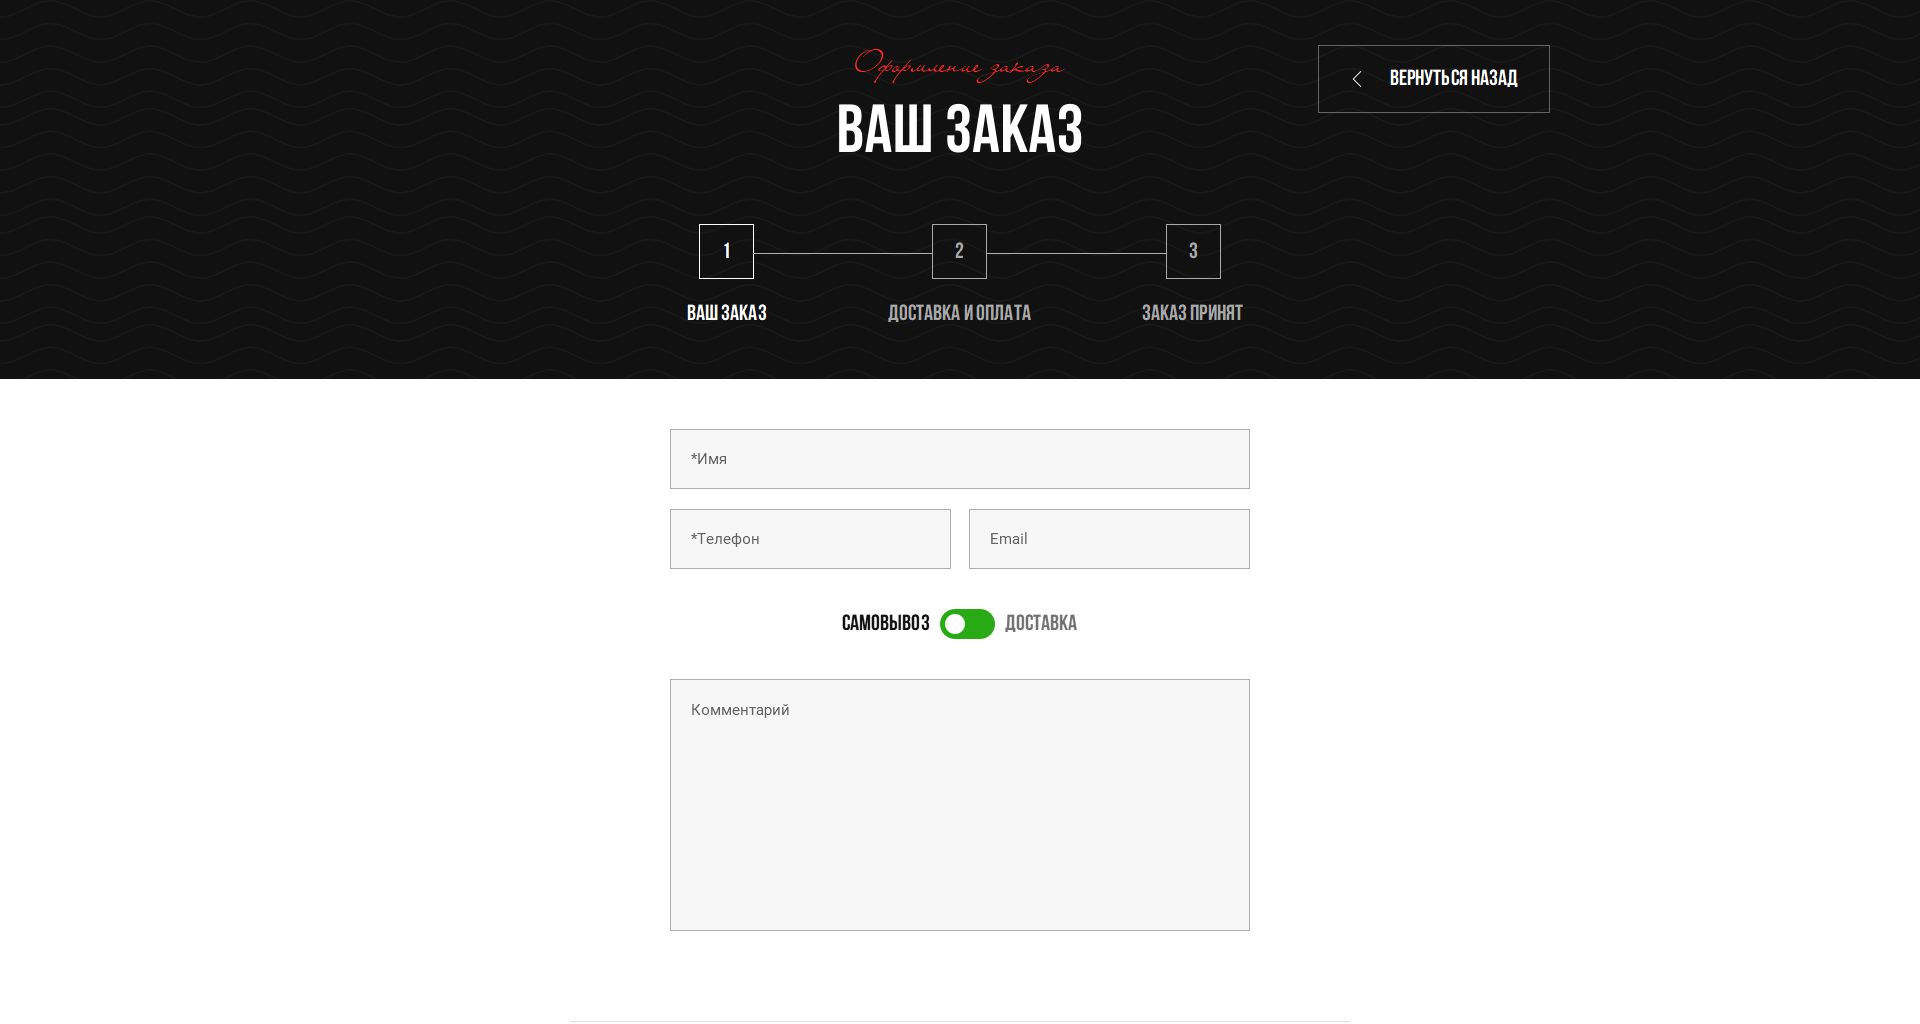 Оформление заказа
ВАШ ЗАКАЗ
ВЕРНУТЬСЯ НАЗАД
1
2
3
ВАШ ЗАКАЗ
ДОСТАВКА И ОПЛАТА
ЗАКАЗ ПРИНЯТ
*Имя
*Телефон
Email
САМОВЫВОЗ
ДОСТАВКА
Комментарий